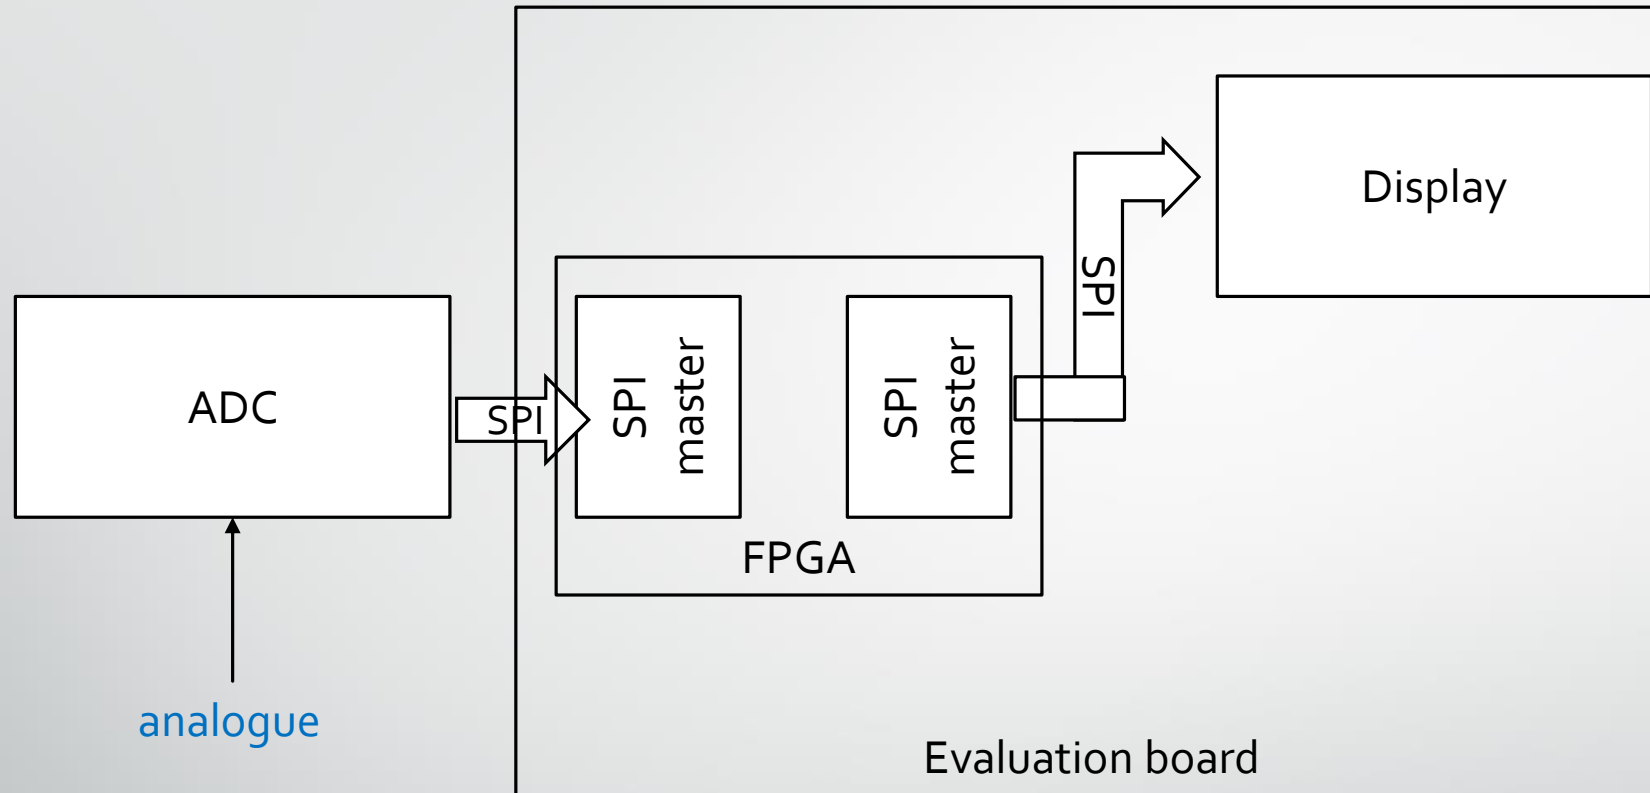 Display
SPI
ADC
SPI
SPI
master
SPI
master
FPGA
analogue
Evaluation board